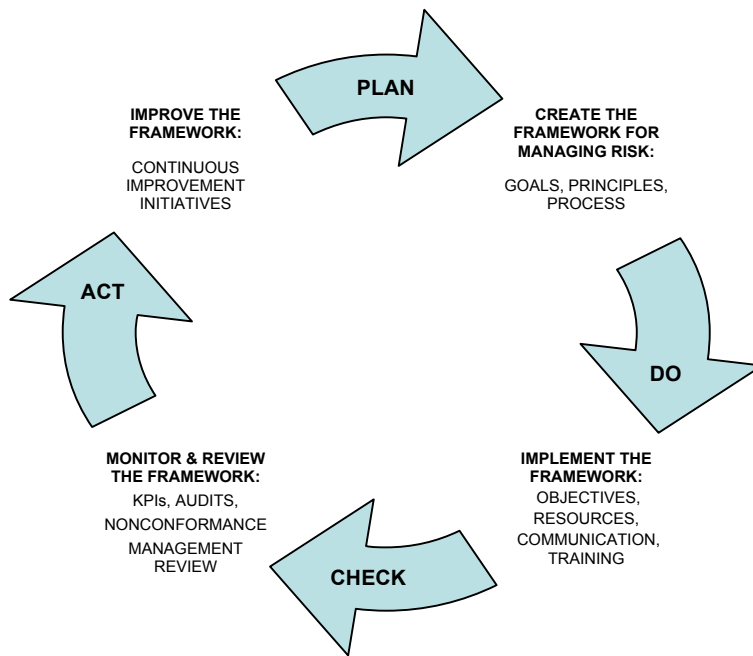 PLAN
CREATE THE
FRAMEWORK FOR
MANAGING RISK:
GOALS, PRINCIPLES,
PROCESS
DO
IMPLEMENT THE
FRAMEWORK:
OBJECTIVES,
RESOURCES,
COMMUNICATION,
TRAINING
CHECK
MONITOR & REVIEW
THE FRAMEWORK:
KPIs, AUDITS,
NONCONFORMANCE
MANAGEMENT
REVIEW
ACT
IMPROVE THE
FRAMEWORK:
CONTINUOUS
IMPROVEMENT
INITIATIVES